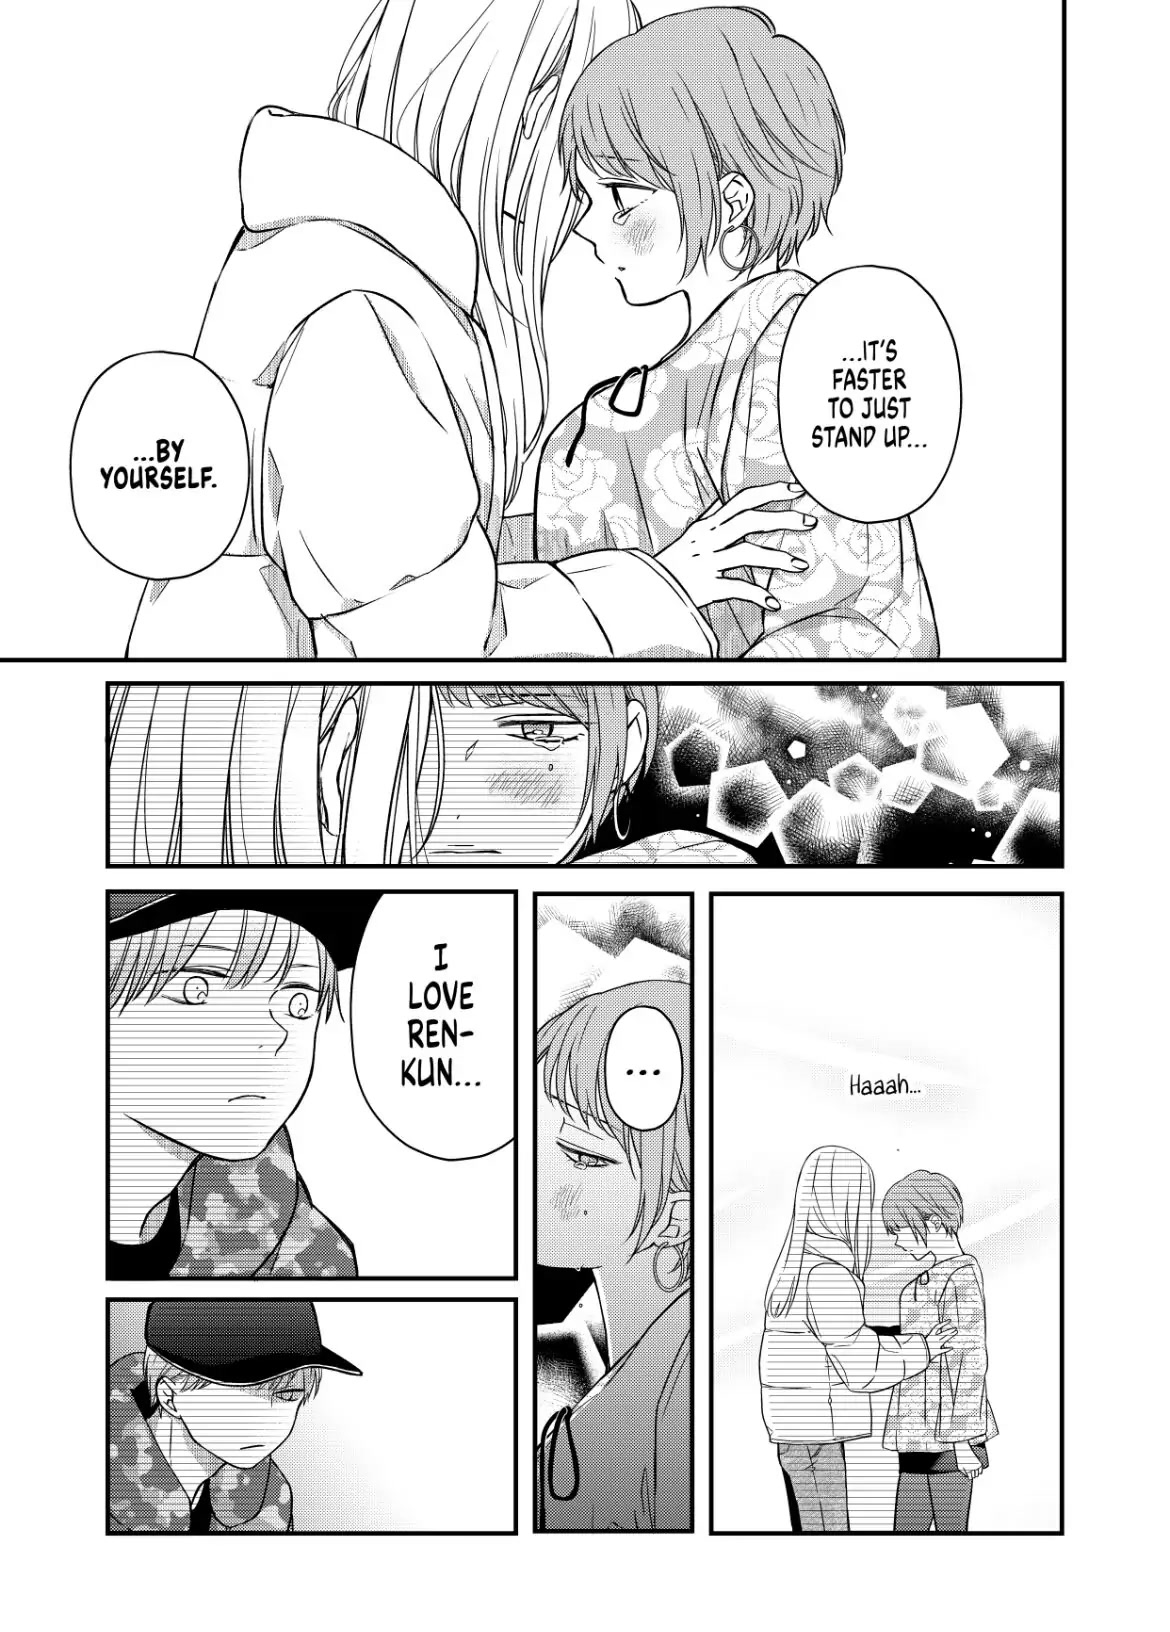 ...IT'S
FASTER
TO JUST
STAND UP...
...BY
YOURSELF.
Haaah...
...
I
LOVE
REN-
KUN...